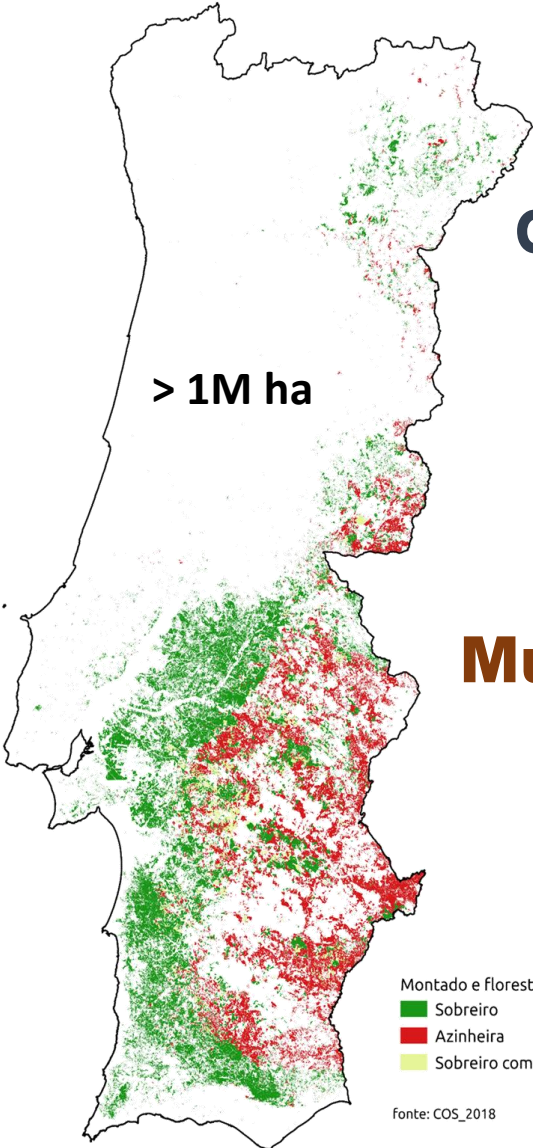 > 1M ha
Mu
Montado e florest
Sobreiro
Azinheira
Sobreiro com
fonte: COS_2018